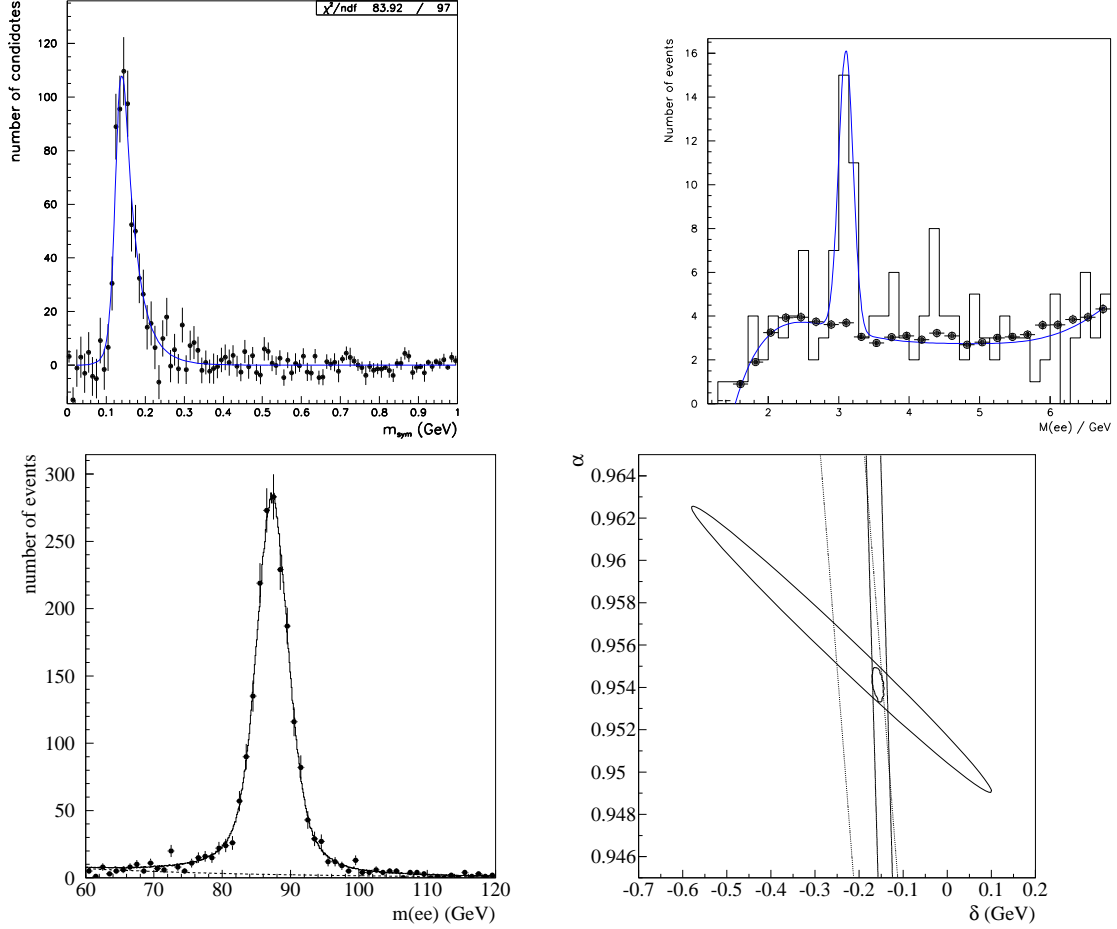 χ²/ndf 83.92 / 97
number of candidates
120
100
80
60
40
20
0
0 0.1 0.2 0.3 0.4 0.5 0.6 0.7 0.8 0.9 1
m_sym (GeV)
Number of events
16
14
12
10
8
6
4
2
0
2 3 4 5 6
M(ee) / GeV
number of events
300
250
200
150
100
50
0
60 70 80 90 100 110 120
m(ee) (GeV)
α
0.964
0.962
0.96
0.958
0.956
0.954
0.952
0.95
0.948
0.946
-0.7 -0.6 -0.5 -0.4 -0.3 -0.2 -0.1 0 0.1 0.2
δ (GeV)